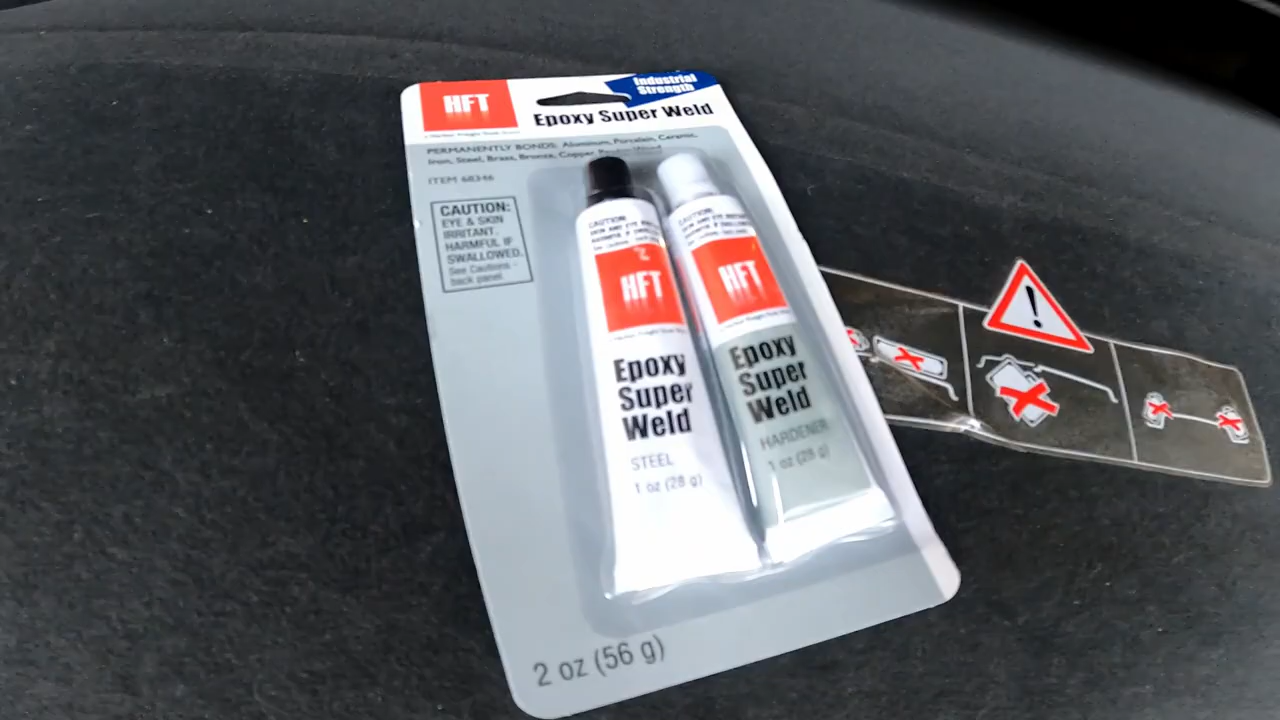 HFT
Industrial
Strength
Epoxy Super Weld
PERMANENTLY BONDS: Aluminum, Porcelain, Ceramic,
Iron, Steel, Brass, Bronze, Copper, Pewter, Wood
ITEM 68346
CAUTION:
EYE & SKIN
IRRITANT.
HARMFUL IF
SWALLOWED.
See Cautions -
back panel.
CAUTION:
HFT
Epoxy
Super
Weld
STEEL
1 oz (28 g)
CAUTION:
HFT
Epoxy
Super
Weld
HARDENER
1 oz (28 g)
2 oz (56 g)
!